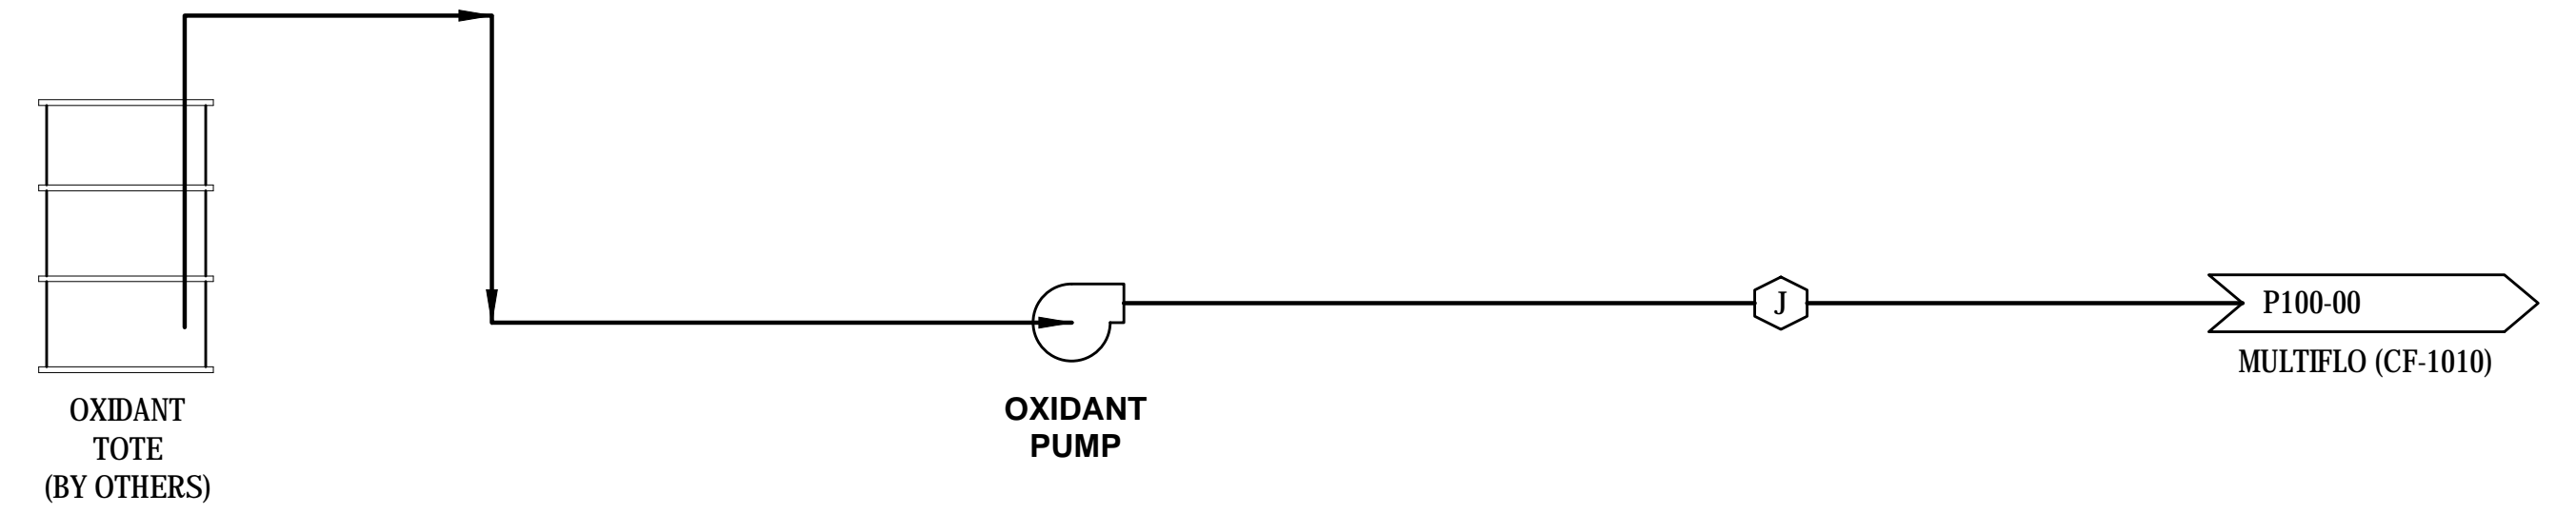 J
P100-00
MULTIFLO (CF-1010)
OXIDANT
TOTE
(BY OTHERS)
OXIDANT
PUMP